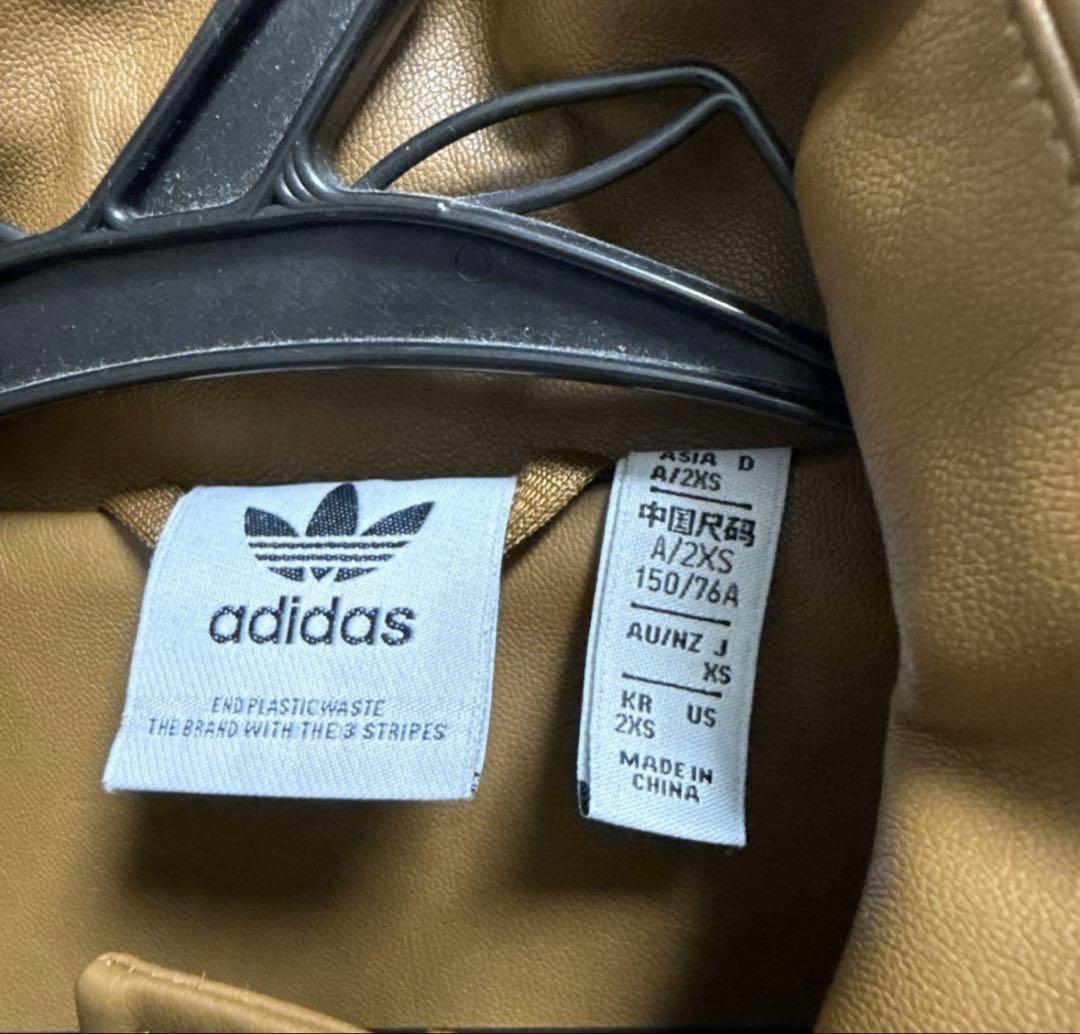 adidas
END PLASTIC WASTE
THE BRAND WITH THE 3 STRIPES
ASIA D
A/2XS
中国尺码
A/2XS
150/76A
AU/NZ J
XS
KR US
2XS
MADE IN
CHINA